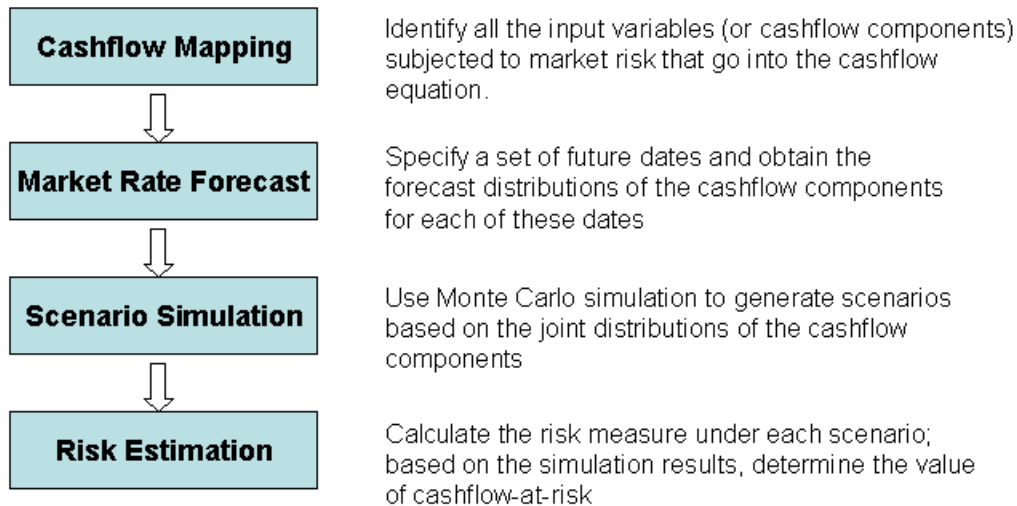 Cashflow Mapping
Identify all the input variables (or cashflow components)
subjected to market risk that go into the cashflow
equation.
Market Rate Forecast
Specify a set of future dates and obtain the
forecast distributions of the cashflow components
for each of these dates
Scenario Simulation
Use Monte Carlo simulation to generate scenarios
based on the joint distributions of the cashflow
components
Risk Estimation
Calculate the risk measure under each scenario;
based on the simulation results, determine the value
of cashflow-at-risk